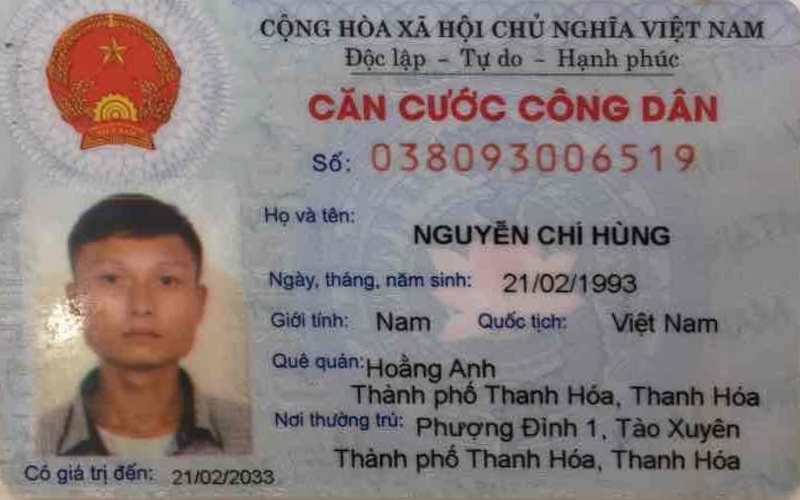 CỘNG HÒA XÃ HỘI CHỦ NGHĨA VIỆT NAM
Độc lập - Tự do - Hạnh phúc
CĂN CƯỚC CÔNG DÂN
Số: 038093006519
Họ và tên:
NGUYỄN CHÍ HÙNG
Ngày, tháng, năm sinh: 21/02/1993
Giới tính: Nam Quốc tịch: Việt Nam
Quê quán: Hoằng Anh
Thành phố Thanh Hóa, Thanh Hóa
Nơi thường trú: Phượng Đình 1, Tào Xuyên
Thành phố Thanh Hóa, Thanh Hóa
Có giá trị đến: 21/02/2033